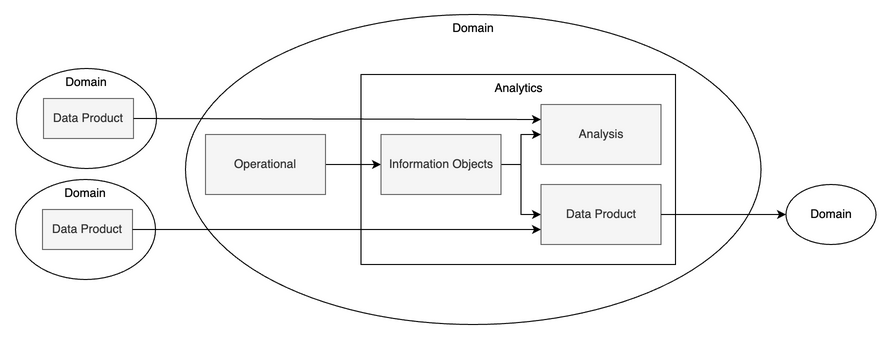 Domain
Analytics
Domain
Data Product
Analysis
Operational
Information Objects
Domain
Data Product
Data Product
Domain